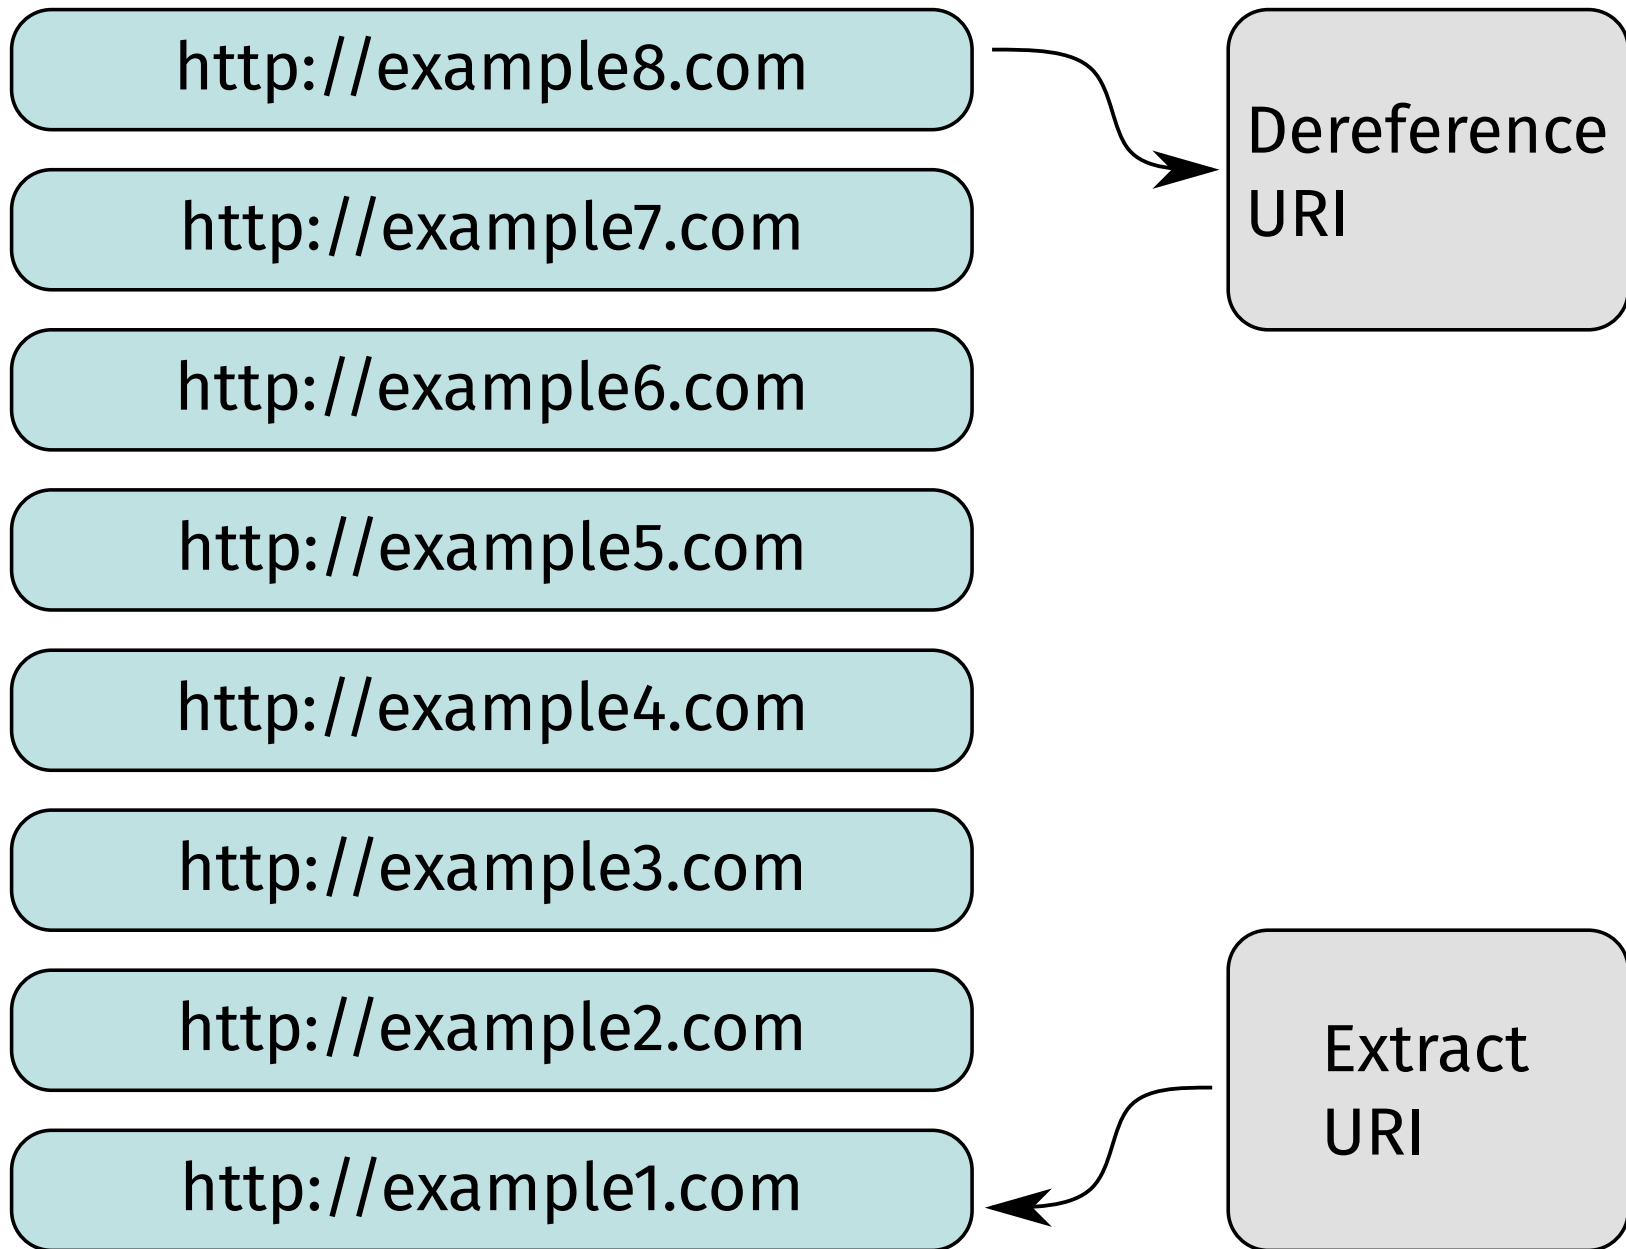 http://example8.com
Dereference
URI
http://example7.com
http://example6.com
http://example5.com
http://example4.com
http://example3.com
http://example2.com
Extract
URI
http://example1.com